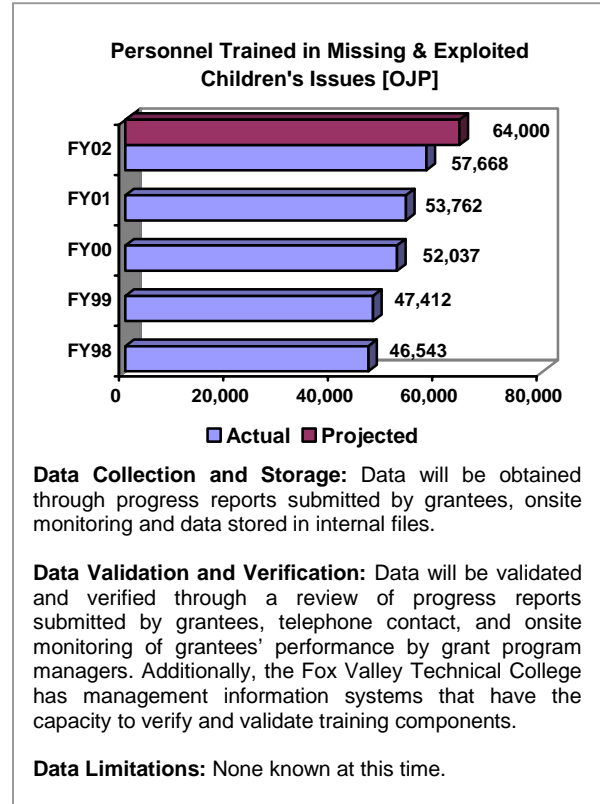 Personnel Trained in Missing & Exploited
Children's Issues [OJP]
64,000
FY02
57,668
FY01
53,762
FY00
52,037
FY99
47,412
FY98
46,543
0 20,000 40,000 60,000 80,000
Actual Projected
Data Collection and Storage: Data will be obtained
through progress reports submitted by grantees, onsite
monitoring and data stored in internal files.
Data Validation and Verification: Data will be validated
and verified through a review of progress reports
submitted by grantees, telephone contact, and onsite
monitoring of grantees’ performance by grant program
managers. Additionally, the Fox Valley Technical College
has management information systems that have the
capacity to verify and validate training components.
Data Limitations: None known at this time.